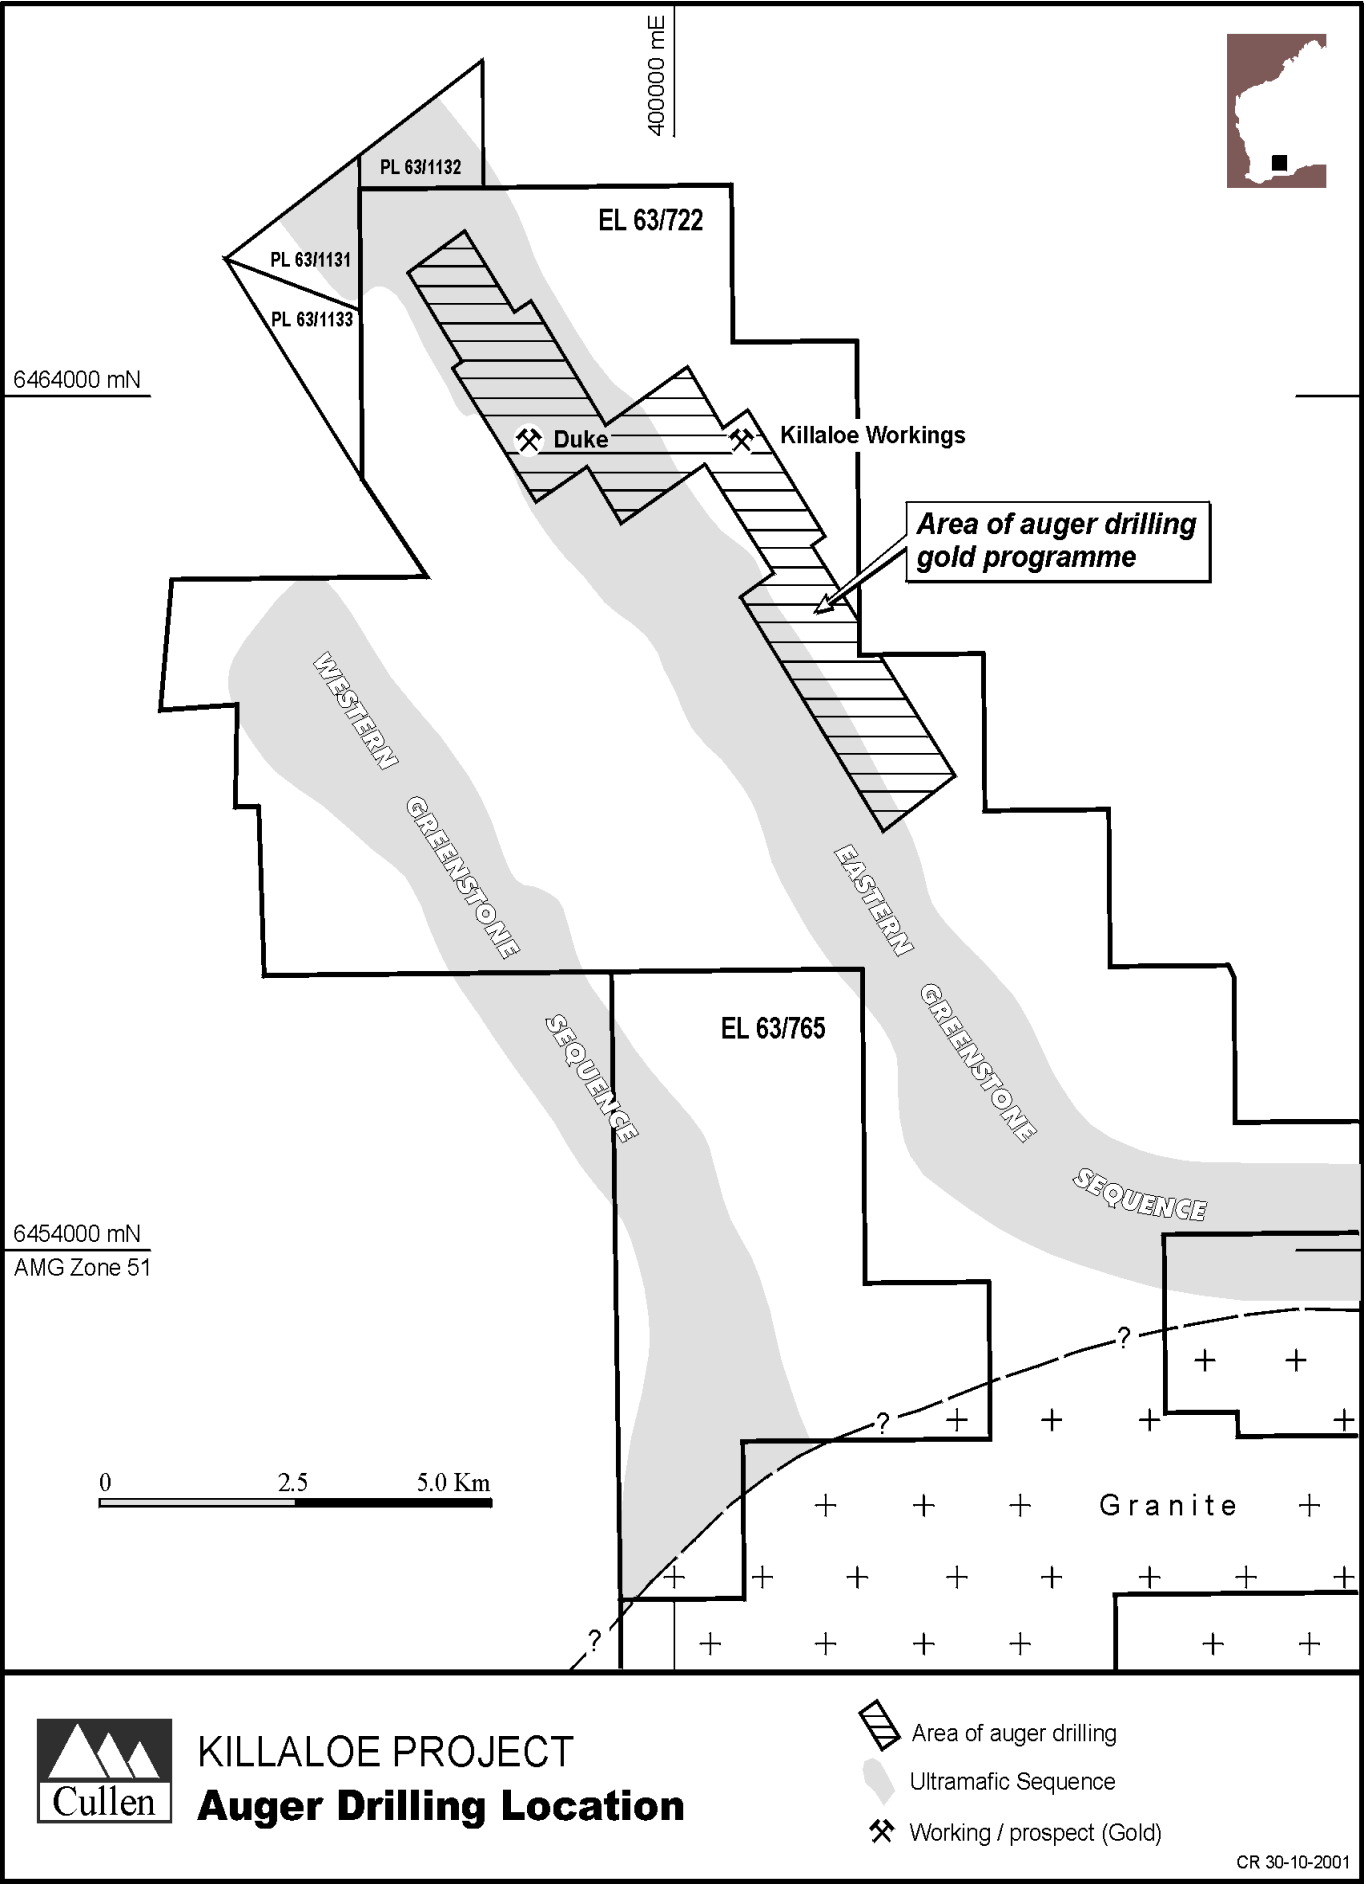 400000 mE
PL 63/1132
EL 63/722
PL 63/1131
PL 63/1133
6464000 mN
Duke
Killaloe Workings
Area of auger drilling
gold programme
WESTERN GREENSTONE SEQUENCE
EASTERN GREENSTONE SEQUENCE
EL 63/765
6454000 mN
AMG Zone 51
?
?
?
0 2.5 5.0 Km
Granite
Cullen
KILLALOE PROJECT
Auger Drilling Location
Area of auger drilling
Ultramafic Sequence
Working / prospect (Gold)
CR 30-10-2001